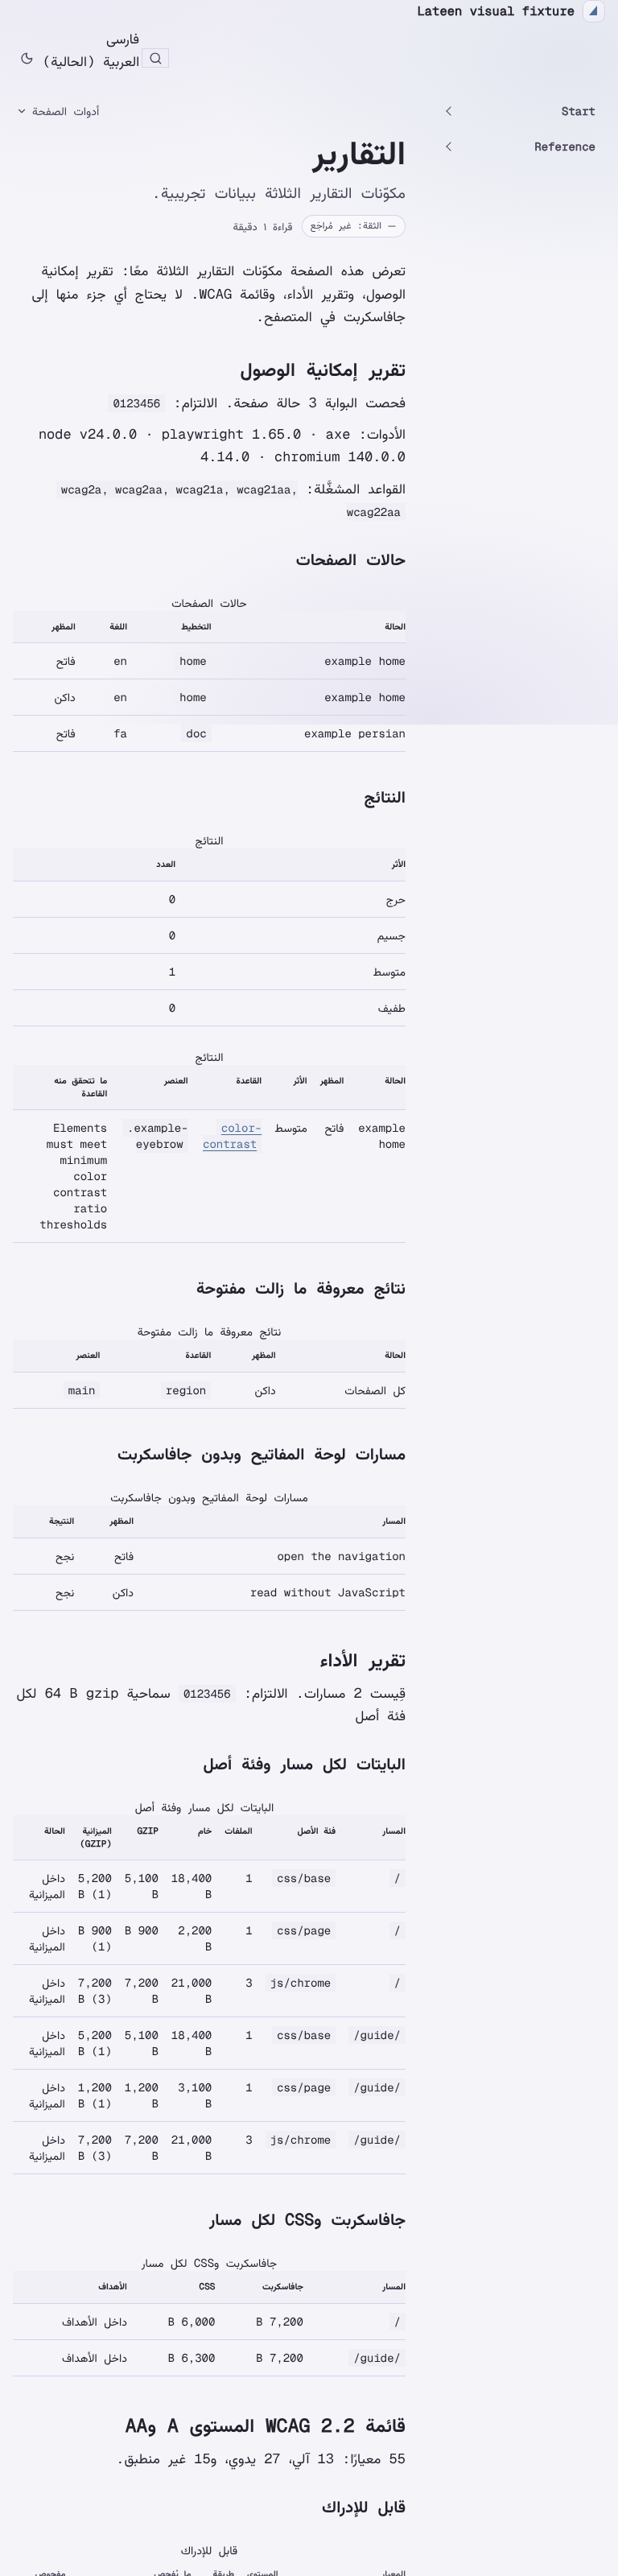 Lateen visual fixture
فارسی
العربية (الحالية)
Start
Reference
أدوات الصفحة
التقارير
مكوّنات التقارير الثلاثة ببيانات تجريبية.
— الثقة: غير مُراجَع
قراءة ١ دقيقة
تعرض هذه الصفحة مكوّنات التقارير الثلاثة معًا: تقرير إمكانية
الوصول، وتقرير الأداء، وقائمة WCAG. لا يحتاج أي جزء منها إلى
جافاسكربت في المتصفح.
تقرير إمكانية الوصول
فحصت البوابة 3 حالة صفحة. الالتزام: 0123456
الأدوات: node v24.0.0 · playwright 1.65.0 · axe
4.14.0 · chromium 140.0.0
القواعد المشغَّلة: wcag2a, wcag2aa, wcag21a, wcag21aa,
wcag22aa
حالات الصفحات
حالات الصفحات
الحالة التخطيط اللغة المظهر
example home home en فاتح
example home home en داكن
example persian doc fa فاتح
النتائج
النتائج
الأثر العدد
حرج 0
جسيم 0
متوسط 1
طفيف 0
النتائج
الحالة المظهر الأثر القاعدة العنصر ما تتحقق منه
القاعدة
example home فاتح متوسط color-contrast .example-eyebrow Elements
must meet
minimum
color
contrast
ratio
thresholds
نتائج معروفة ما زالت مفتوحة
نتائج معروفة ما زالت مفتوحة
الحالة المظهر القاعدة العنصر
كل الصفحات داكن region main
مسارات لوحة المفاتيح وبدون جافاسكربت
مسارات لوحة المفاتيح وبدون جافاسكربت
المسار المظهر النتيجة
open the navigation فاتح نجح
read without JavaScript داكن نجح
تقرير الأداء
قِيست 2 مسارات. الالتزام: 0123456 سماحية 64 B gzip لكل
فئة أصل
البايتات لكل مسار وفئة أصل
البايتات لكل مسار وفئة أصل
المسار فئة الأصل الملفات خام GZIP الميزانية (GZIP) الحالة
/ css/base 1 18,400 B 5,100 B 5,200 B (1) داخل الميزانية
/ css/page 1 2,200 B 900 B 900 B (1) داخل الميزانية
/ js/chrome 3 21,000 B 7,200 B 7,200 B (3) داخل الميزانية
/guide/ css/base 1 18,400 B 5,100 B 5,200 B (1) داخل الميزانية
/guide/ css/page 1 3,100 B 1,200 B 1,200 B (1) داخل الميزانية
/guide/ js/chrome 3 21,000 B 7,200 B 7,200 B (3) داخل الميزانية
جافاسكربت وCSS لكل مسار
جافاسكربت وCSS لكل مسار
المسار جافاسكربت CSS الأهداف
/ 7,200 B 6,000 B داخل الأهداف
/guide/ 7,200 B 6,300 B داخل الأهداف
قائمة WCAG 2.2 المستوى A وAA
55 معيارًا: 13 آلي، 27 يدوي، و15 غير منطبق.
قابل للإدراك
قابل للإدراك
المعيار المستوى طريقة ما يُفحص مفحوص